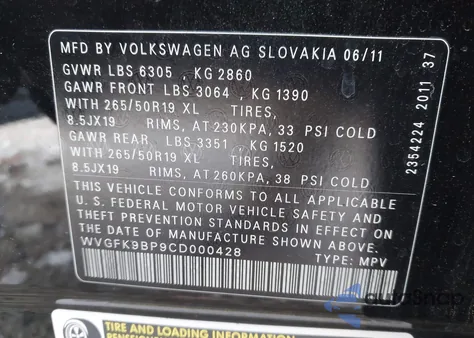 MFD BY VOLKSWAGEN AG SLOVAKIA 06/11
GVWR LBS 6305 , KG 2860
GAWR FRONT LBS 3064 , KG 1390
WITH 265/50R19 XL TIRES,
8.5JX19 RIMS, AT 230KPA, 33 PSI COLD
GAWR REAR LBS 3351 , KG 1520
WITH 265/50R19 XL TIRES,
8.5JX19 RIMS, AT 260KPA, 38 PSI COLD
THIS VEHICLE CONFORMS TO ALL APPLICABLE
U.S. FEDERAL MOTOR VEHICLE SAFETY AND
THEFT PREVENTION STANDARDS IN EFFECT ON
THE DATE OF MANUFACTURE SHOWN ABOVE
WVGFK9BP9CD000428 TYPE: MPV
2354224 2011 37
autosnap
TIRE AND LOADING INFORMATION